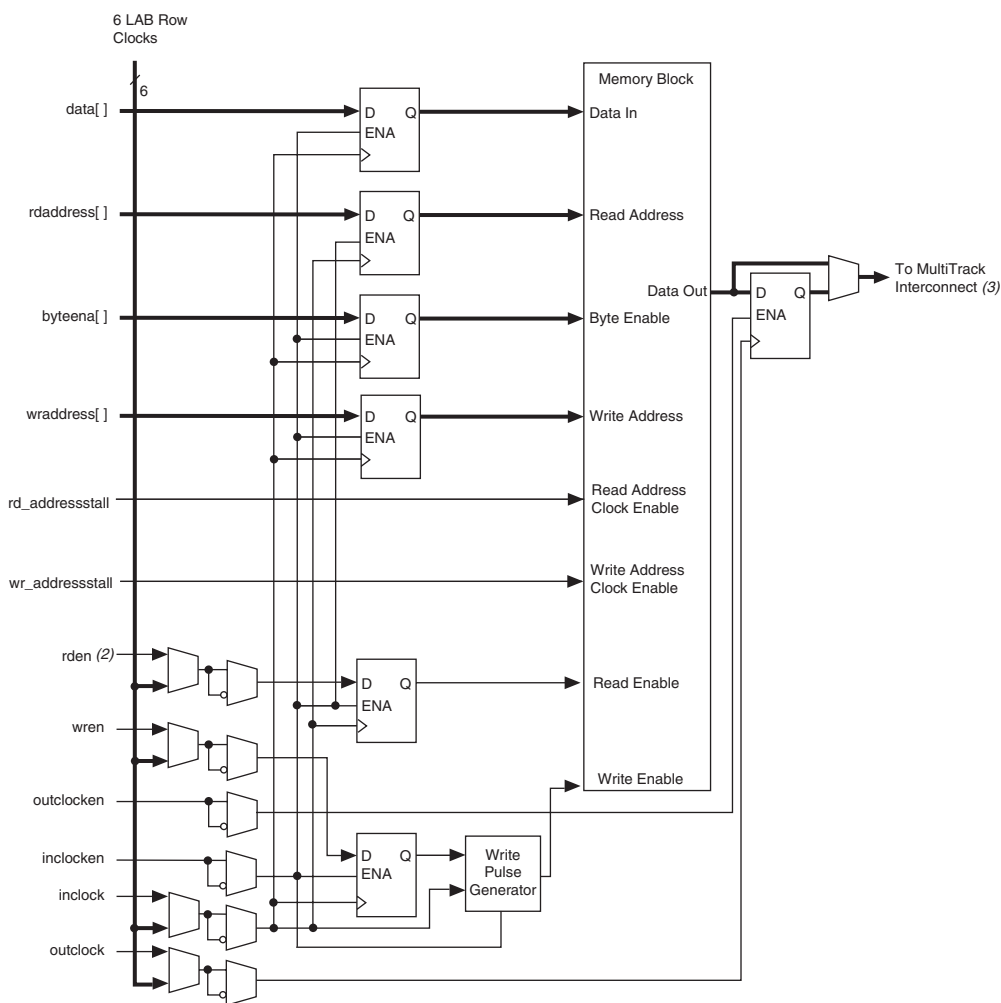 6 LAB Row
Clocks
6
Memory Block
data[ ]
D Q
ENA
Data In
rdaddress[ ]
D Q
ENA
Read Address
Data Out
D Q
ENA
To MultiTrack
Interconnect (3)
byteena[ ]
D Q
ENA
Byte Enable
wraddress[ ]
D Q
ENA
Write Address
rd_addressstall
Read Address
Clock Enable
wr_addressstall
Write Address
Clock Enable
rden (2)
D Q
ENA
Read Enable
wren
Write Enable
outclocken
inclocken
D Q
ENA
Write
Pulse
Generator
inclock
outclock